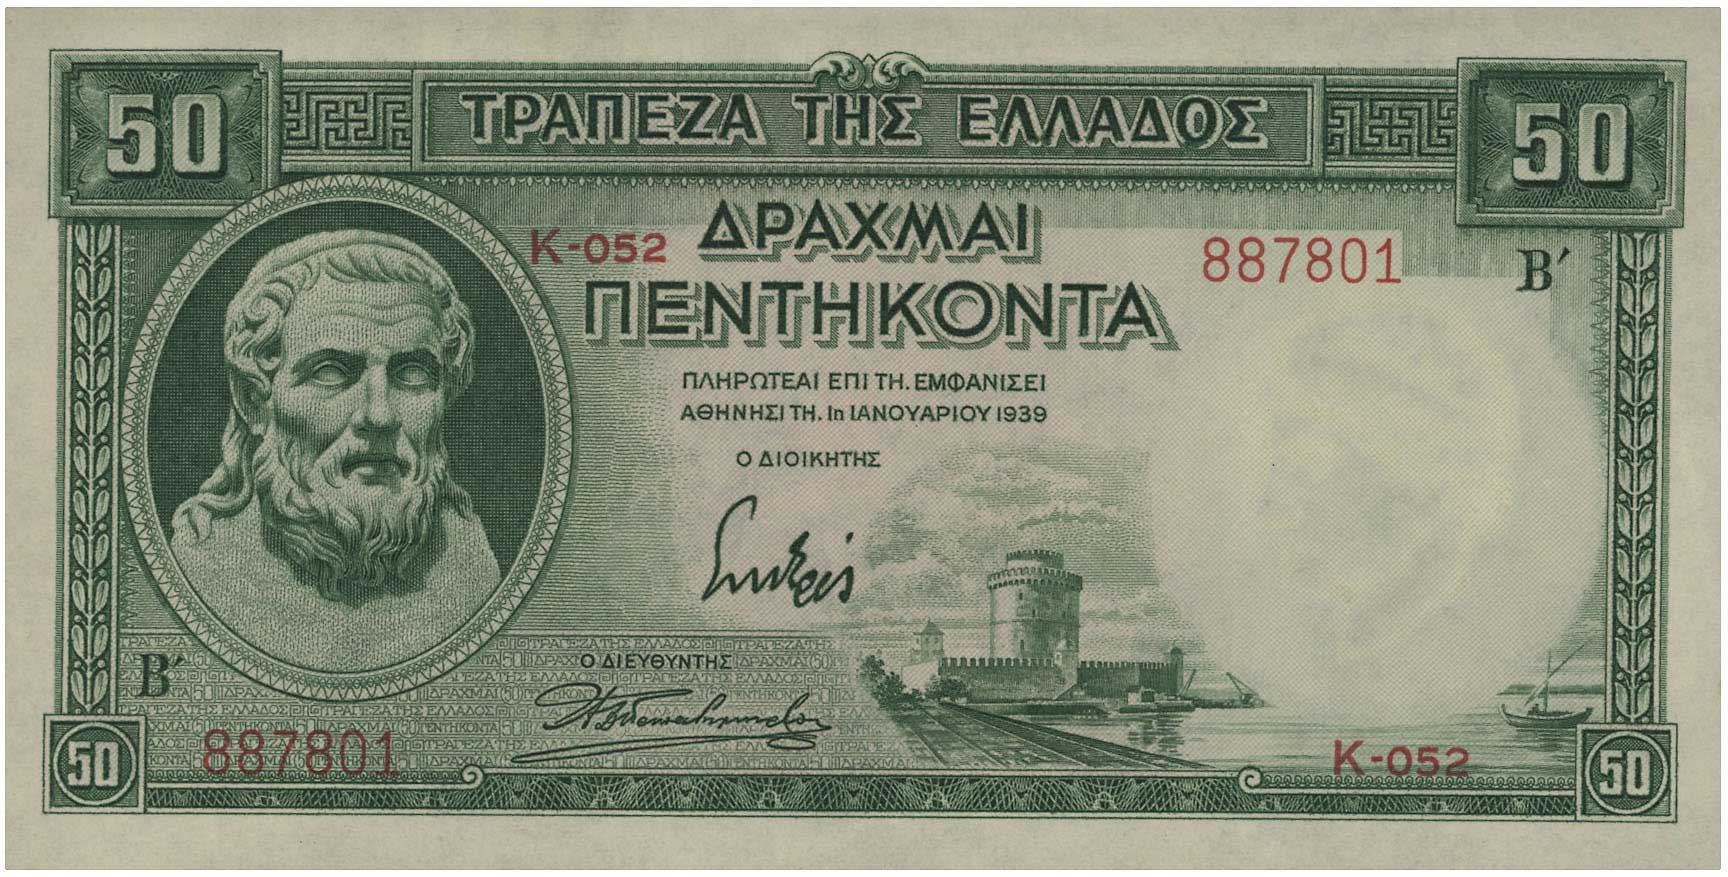 50 ΤΡΑΠΕΖΑ ΤΗΣ ΕΛΛΑΔΟΣ 50
Κ-052 ΔΡΑΧΜΑΙ 887801 Β′
ΠΕΝΤΗΚΟΝΤΑ
ΠΛΗΡΩΤΕΑΙ ΕΠΙ ΤΗ. ΕΜΦΑΝΙΣΕΙ
ΑΘΗΝΗΣΙ ΤΗ. 1η ΙΑΝΟΥΑΡΙΟΥ 1939
Ο ΔΙΟΙΚΗΤΗΣ
Β′ Ο ΔΙΕΥΘΥΝΤΗΣ
50 887801 Κ-052 50